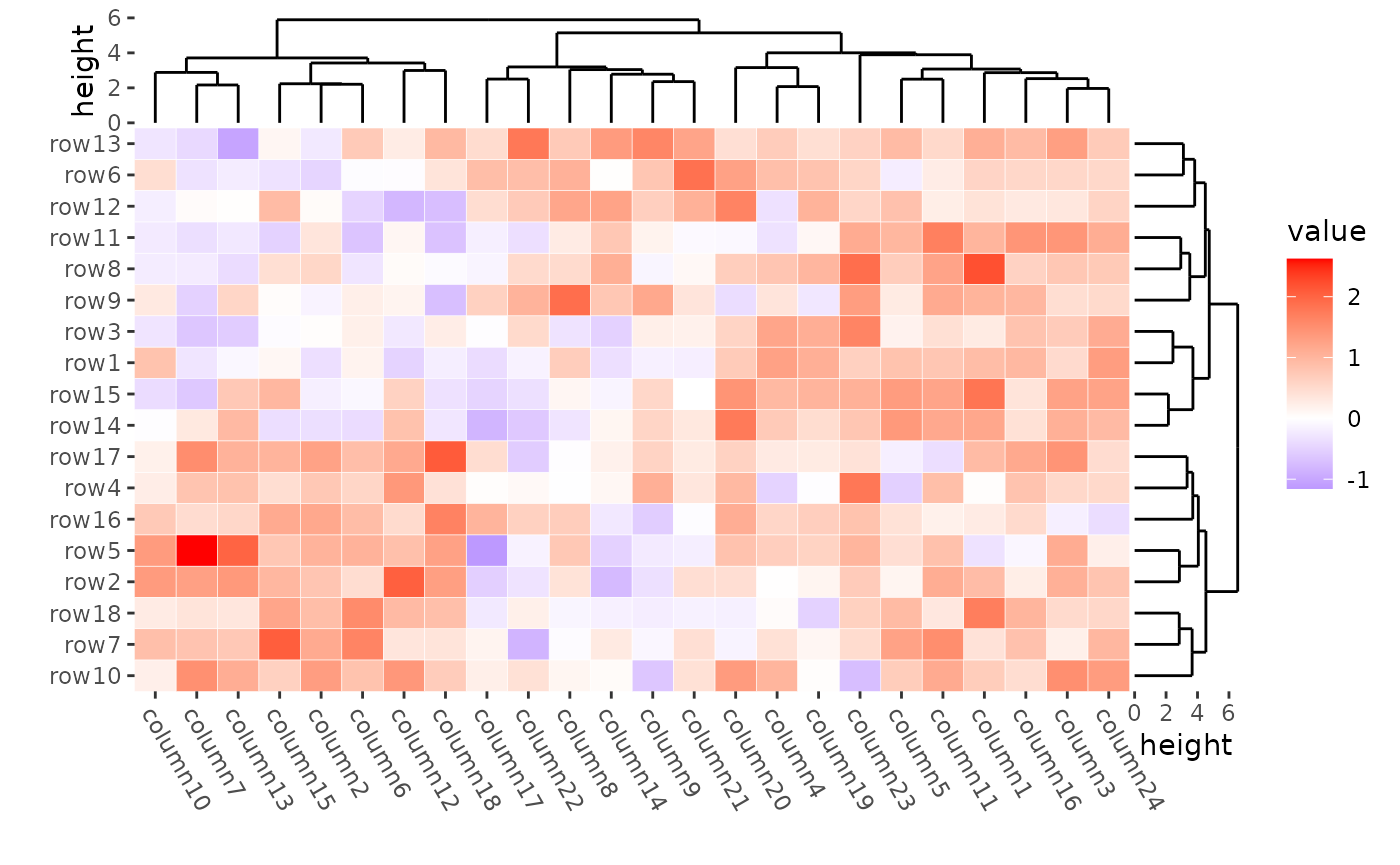 height
6
4
2
0
row13
row6
row12
row11
row8
row9
row3
row1
row15
row14
row17
row4
row16
row5
row2
row18
row7
row10
column10
column7
column13
column15
column2
column6
column12
column18
column17
column22
column8
column14
column9
column21
column20
column4
column19
column23
column5
column11
column1
column16
column3
column24
0 2 4 6
height
value
2
1
0
-1